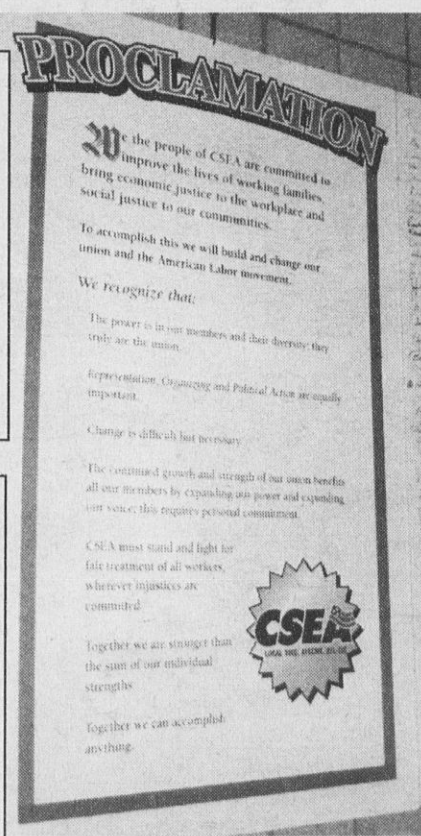 PROCLAMATION
We the people of CSEA are committed to
improve the lives of working families,
bring economic justice to the workplace and
social justice to our communities.
To accomplish this we will build and change our
union and the American Labor movement.
We recognize that:
The power is in our members and their diversity; they
truly are the union.
Representation, Organizing and Political Action are equally
important.
Change is difficult but necessary.
The continued growth and strength of our union benefits
all our members by expanding our power and expanding
our voice; this requires personal commitment.
CSEA must stand and fight for
fair treatment of all workers,
wherever injustices are
committed.
Together we are stronger than
the sum of our individual
strengths.
Together we can accomplish
anything.
CSEA
LOCAL 1000, AFSCME, AFL-CIO